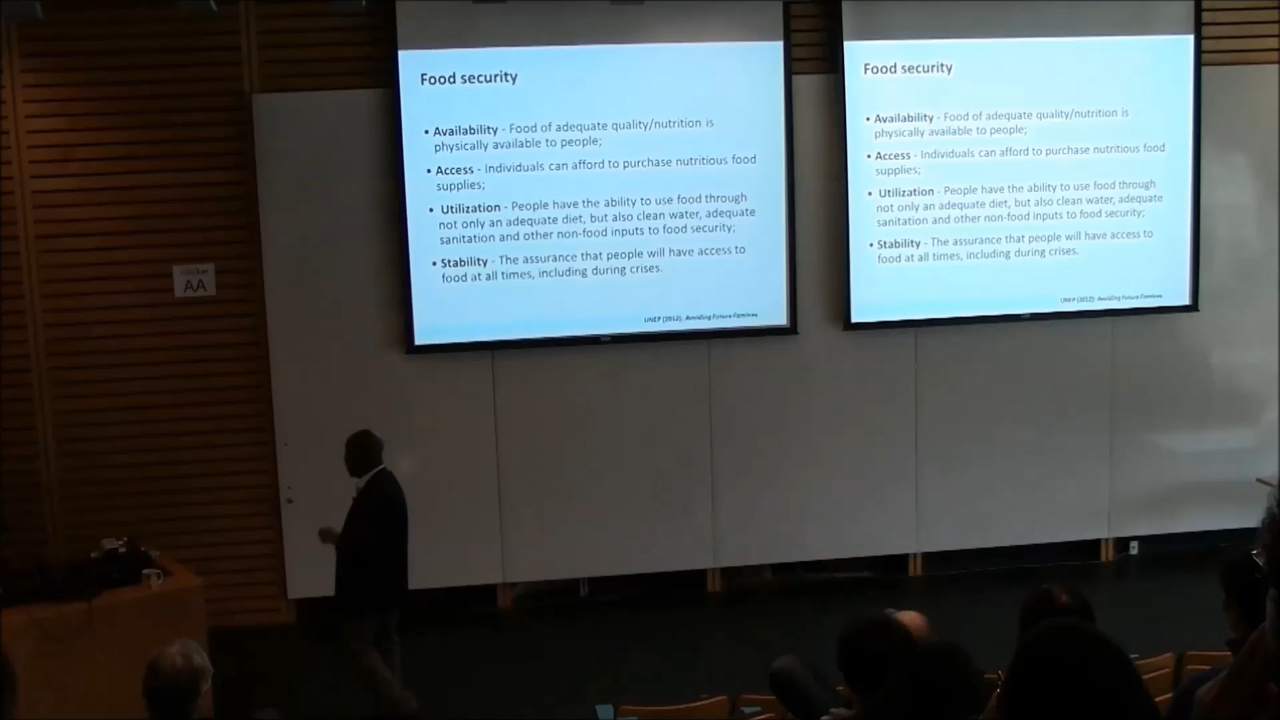 Food security
• Availability - Food of adequate quality/nutrition is
physically available to people;
• Access - Individuals can afford to purchase nutritious food
supplies;
• Utilization - People have the ability to use food through
not only an adequate diet, but also clean water, adequate
sanitation and other non-food inputs to food security;
• Stability - The assurance that people will have access to
food at all times, including during crises.
UNEP (2012): Avoiding Future Famines
Food security
• Availability - Food of adequate quality/nutrition is
physically available to people;
• Access - Individuals can afford to purchase nutritious food
supplies;
• Utilization - People have the ability to use food through
not only an adequate diet, but also clean water, adequate
sanitation and other non-food inputs to food security;
• Stability - The assurance that people will have access to
food at all times, including during crises.
UNEP (2012): Avoiding Future Famines
AA